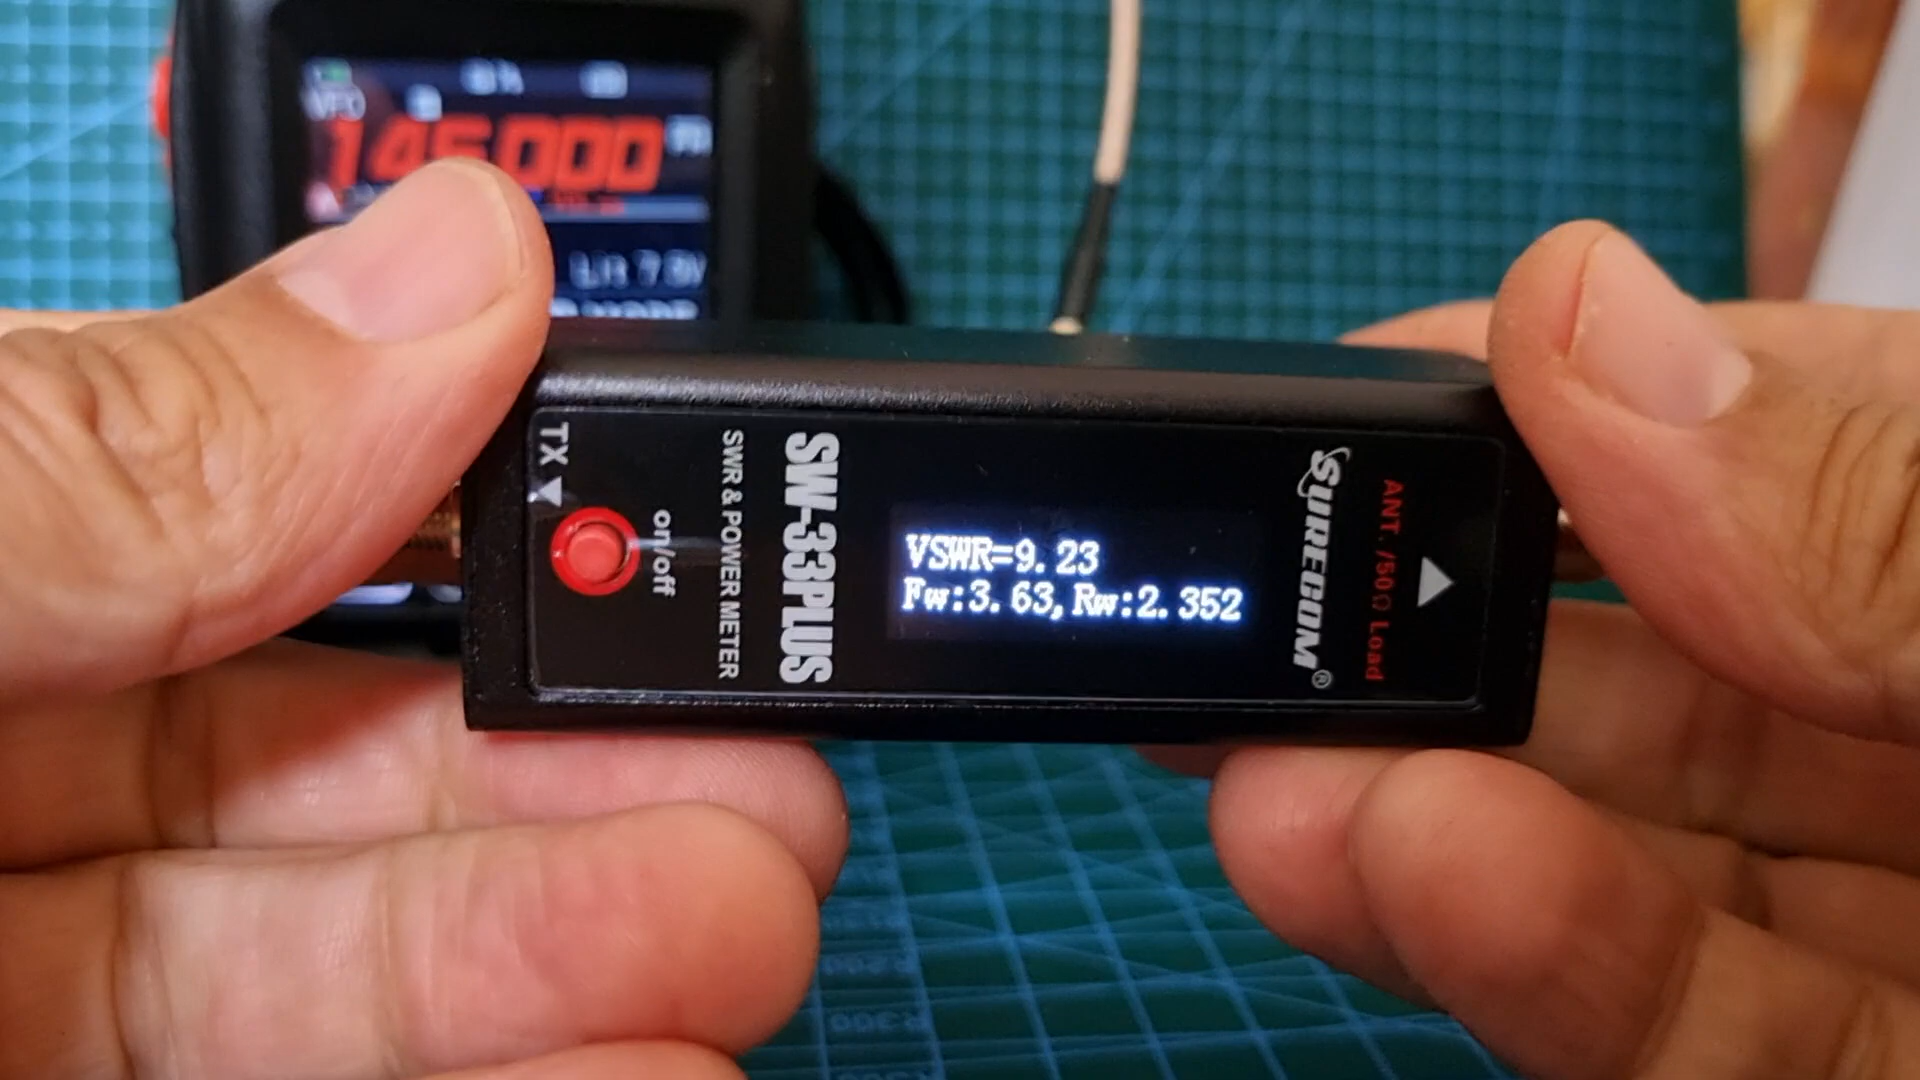 VFO
145.000
TX
on/off
SWR & POWER METER
SW-33PLUS
VSWR=9.23
Fw:3.63,Rw:2.352
SURECOM®
ANT. /50Ω Load